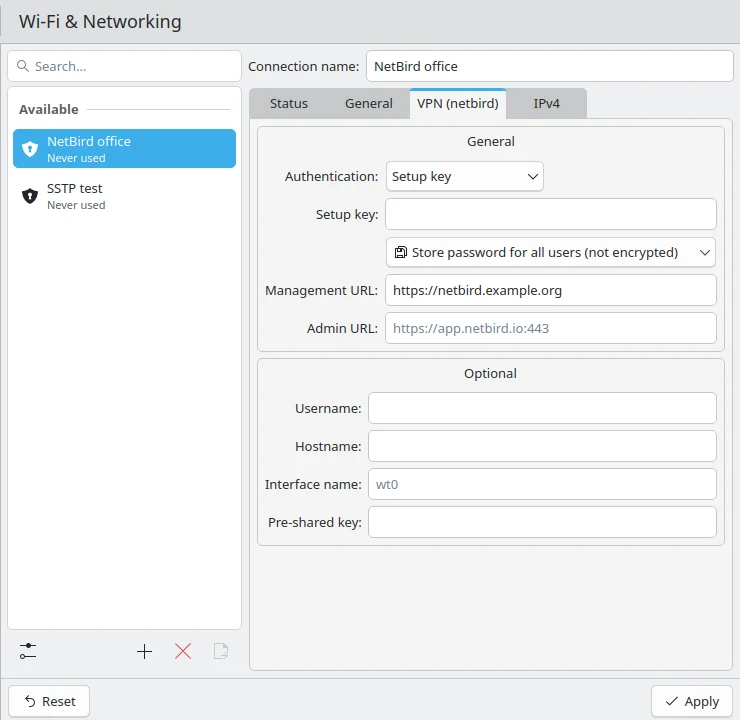 Wi-Fi & Networking
Search...
Connection name: NetBird office
Available
NetBird office
Never used
SSTP test
Never used
Status General VPN (netbird) IPv4
General
Authentication: Setup key
Setup key:
Store password for all users (not encrypted)
Management URL: https://netbird.example.org
Admin URL: https://app.netbird.io:443
Optional
Username:
Hostname:
Interface name: wt0
Pre-shared key:
Reset
Apply